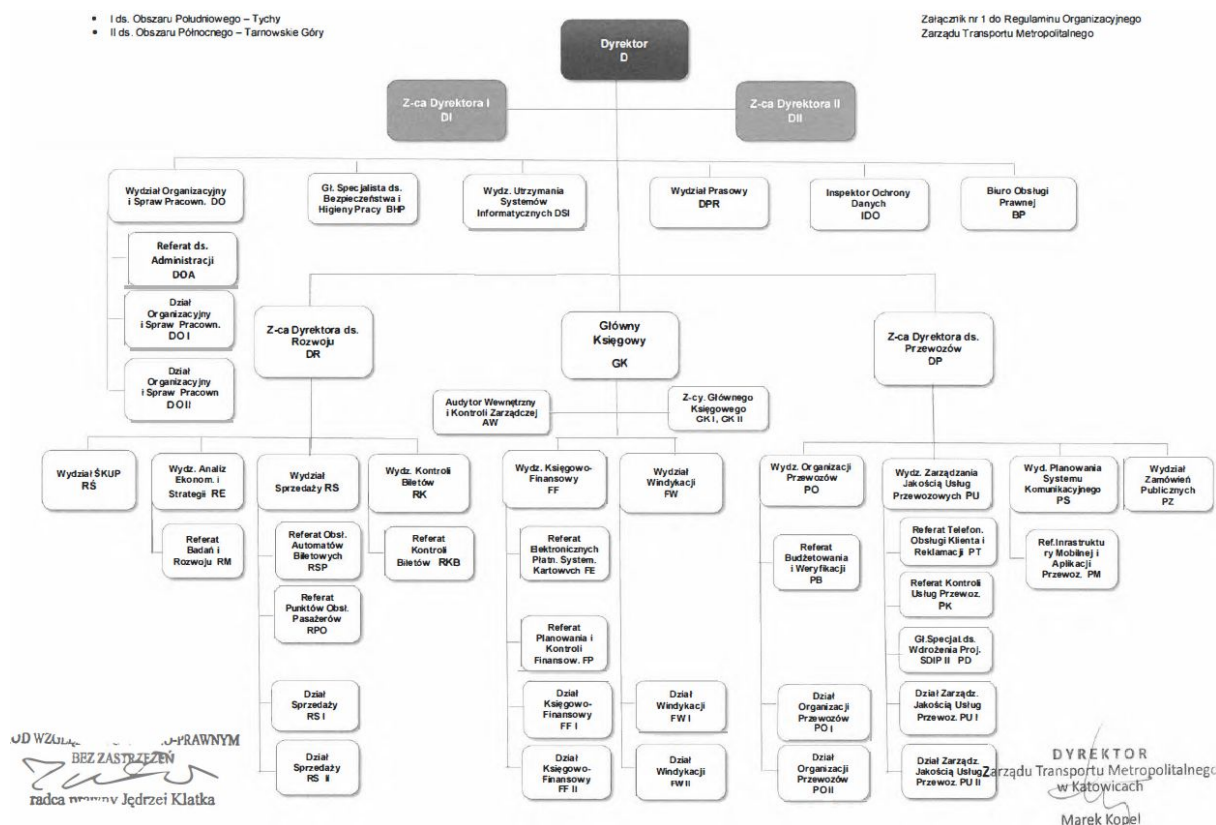 • I ds. Obszaru Południowego – Tychy
• II ds. Obszaru Północnego – Tarnowskie Góry
Załącznik nr 1 do Regulaminu Organizacyjnego
Zarządu Transportu Metropolitalnego
Dyrektor
D
Z-ca Dyrektora I
DI
Z-ca Dyrektora II
DII
Wydział Organizacyjny
i Spraw Pracown. DO
Gł. Specjalista ds.
Bezpieczeństwa i
Higieny Pracy BHP
Wydz. Utrzymania
Systemów
Informatycznych DSI
Wydział Prasowy
DPR
Inspektor Ochrony
Danych
IDO
Biuro Obsługi
Prawnej
BP
Referat ds.
Administracji
DOA
Dział
Organizacyjny
i Spraw Pracown.
DO I
Dział
Organizacyjny
i Spraw Pracown
DO II
Z-ca Dyrektora ds.
Rozwoju
DR
Główny
Księgowy
GK
Z-ca Dyrektora ds.
Przewozów
DP
Audytor Wewnętrzny
i Kontroli Zarządczej
AW
Z-cy. Głównego
Księgowego
GK I, GK II
Wydział ŚKUP
RŚ
Wydz. Analiz
Ekonom. i
Strategii RE
Wydział
Sprzedaży RS
Wydz. Kontroli
Biletów
RK
Wydz. Księgowo-
Finansowy
FF
Wydział
Windykacji
FW
Wydz. Organizacji
Przewozów
PO
Wydz. Zarządzania
Jakością Usług
Przewozowych PU
Wyd. Planowania
Systemu
Komunikacyjnego
PS
Wydział
Zamówień
Publicznych
PZ
Referat
Badań i
Rozwoju RM
Referat Obsł.
Automatów
Biletowych
RSP
Referat
Kontroli
Biletów RKB
Referat
Elektronicznych
Płatn. System.
Kartowych FE
Referat
Budżetowania
i Weryfikacji
PB
Referat Telefon.
Obsługi Klienta i
Reklamacji PT
Ref.Infrastruktu
ry Mobilnej i
Aplikacji
Przewoz. PM
Referat
Punktów Obsł.
Pasażerów
RPO
Referat Kontroli
Usług Przewoz.
PK
Referat
Planowania i
Kontroli
Finansow. FP
Gł.Specjal.ds.
Wdrożenia Proj.
SDIP II PD
Dział
Sprzedaży
RS I
Dział
Księgowo-
Finansowy
FF I
Dział
Windykacji
FW I
Dział
Organizacji
Przewozów
PO I
Dział Zarządz.
Jakością Usług
Przewoz. PU I
Dział
Sprzedaży
RS II
Dział
Księgowo-
Finansowy
FF II
Dział
Windykacji
FW II
Dział
Organizacji
Przewozów
PO II
Dział Zarządz.
Jakością Usług
Przewoz. PU II
BEZ ZASTRZEŻEŃ
radca prawny Jędrzej Klatka
DYREKTOR
Zarządu Transportu Metropolitalnego
w Katowicach
Marek Kopel